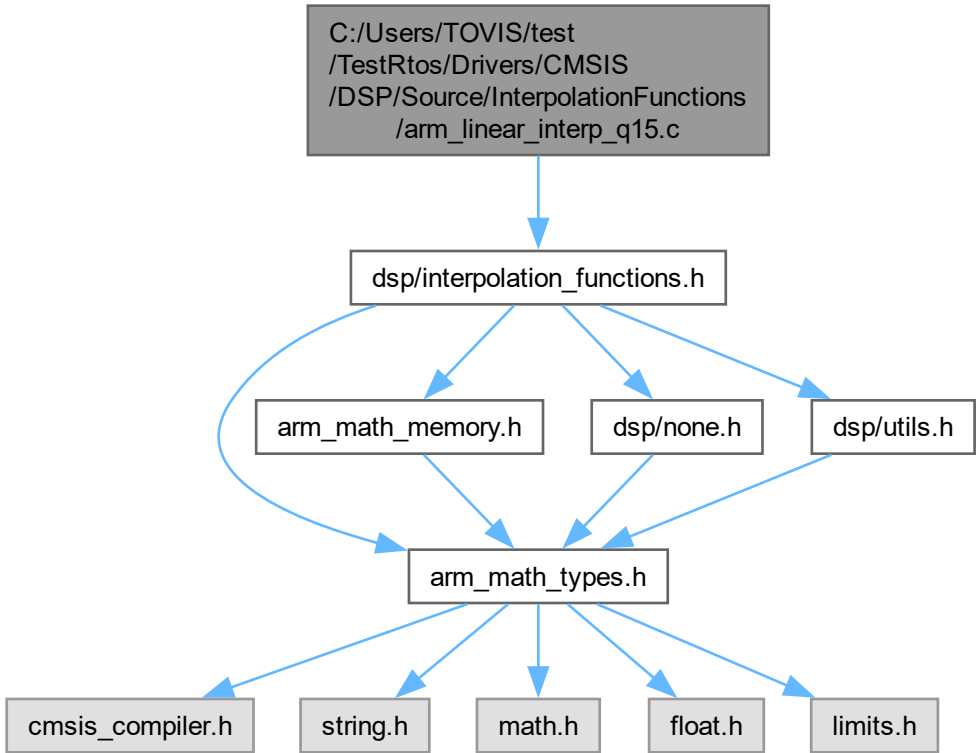 C:/Users/TOVIS/test
/TestRtos/Drivers/CMSIS
/DSP/Source/InterpolationFunctions
/arm_linear_interp_q15.c
dsp/interpolation_functions.h
arm_math_memory.h
dsp/none.h
dsp/utils.h
arm_math_types.h
cmsis_compiler.h
string.h
math.h
float.h
limits.h